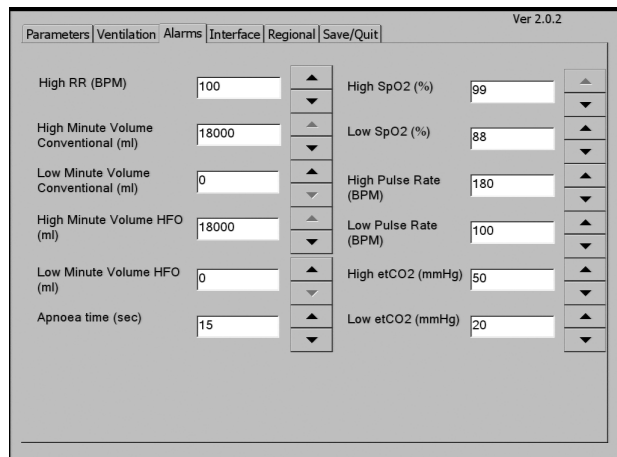 Ver 2.0.2
Parameters Ventilation Alarms Interface Regional Save/Quit
High RR (BPM)
100
High Minute Volume
Conventional (ml)
18000
Low Minute Volume
Conventional (ml)
0
High Minute Volume HFO
(ml)
18000
Low Minute Volume HFO
(ml)
0
Apnoea time (sec)
15
High SpO2 (%)
99
Low SpO2 (%)
88
High Pulse Rate
(BPM)
180
Low Pulse Rate
(BPM)
100
High etCO2 (mmHg)
50
Low etCO2 (mmHg)
20